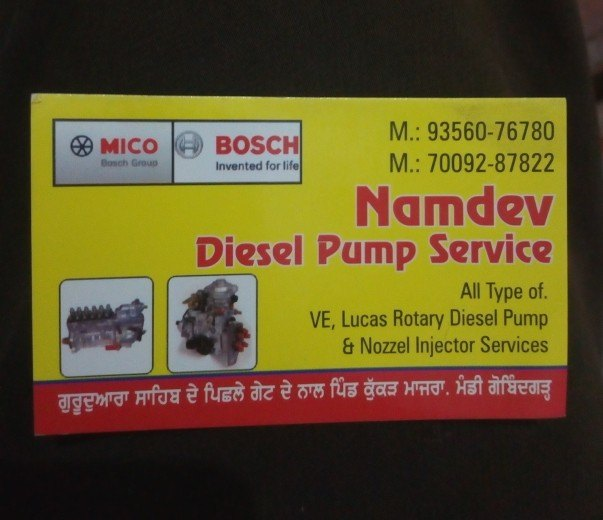 MICO
Bosch Group
BOSCH
Invented for life
M.: 93560-76780
M.: 70092-87822
Namdev
Diesel Pump Service
All Type of.
VE, Lucas Rotary Diesel Pump
& Nozzel Injector Services
ਗੁਰੂਦੁਆਰਾ ਸਾਹਿਬ ਦੇ ਪਿਛਲੇ ਗੇਟ ਦੇ ਨਾਲ ਪਿੰਡ ਕੁੱਕੜ ਮਾਜਰਾ. ਮੰਡੀ ਗੋਬਿੰਦਗੜ੍ਹ